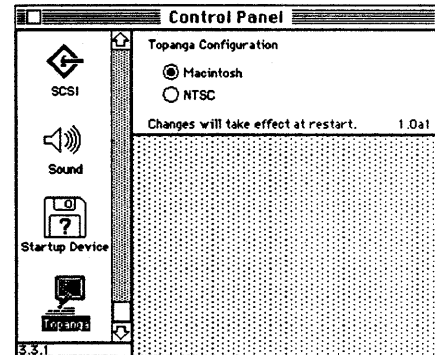 Control Panel
Topanga Configuration
Macintosh
NTSC
Changes will take effect at restart. 1.0a1
SCSI
Sound
?
Startup Device
Topanga
3.3.1